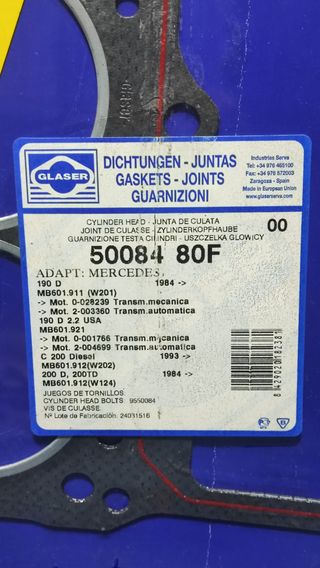 GLASER
DICHTUNGEN - JUNTAS
GASKETS - JOINTS
GUARNIZIONI
Industrias Serva
Tel: +34 976 465100
Fax: +34 976 572003
Zaragoza - Spain
Made in European Union
www.glaserserva.com
CYLINDER HEAD - JUNTA DE CULATA
JOINT DE CULASSE - ZYLINDERKOPFHAUBE
GUARNIZIONE TESTA CILINDRI - USZCZELKA GLOWICY
00
50084 80F
ADAPT: MERCEDES.
190 D 1984 ->
MB601.911 (W201)
-> Mot. 0-028239 Transm.mecanica
-> Mot. 2-003360 Transm.automatica
190 D 2.2 USA
MB601.921
-> Mot. 0-001766 Transm.mecanica
-> Mot. 2-004699 Transm.automatica
C 200 Diesel 1993 ->
MB601.912(W202)
200 D, 200TD 1984 ->
MB601.912(W124)
JUEGOS DE TORNILLOS.
CYLINDER HEAD BOLTS: 9550084
VIS DE CULASSE.
Nº Lote de Fabricación: 24031516